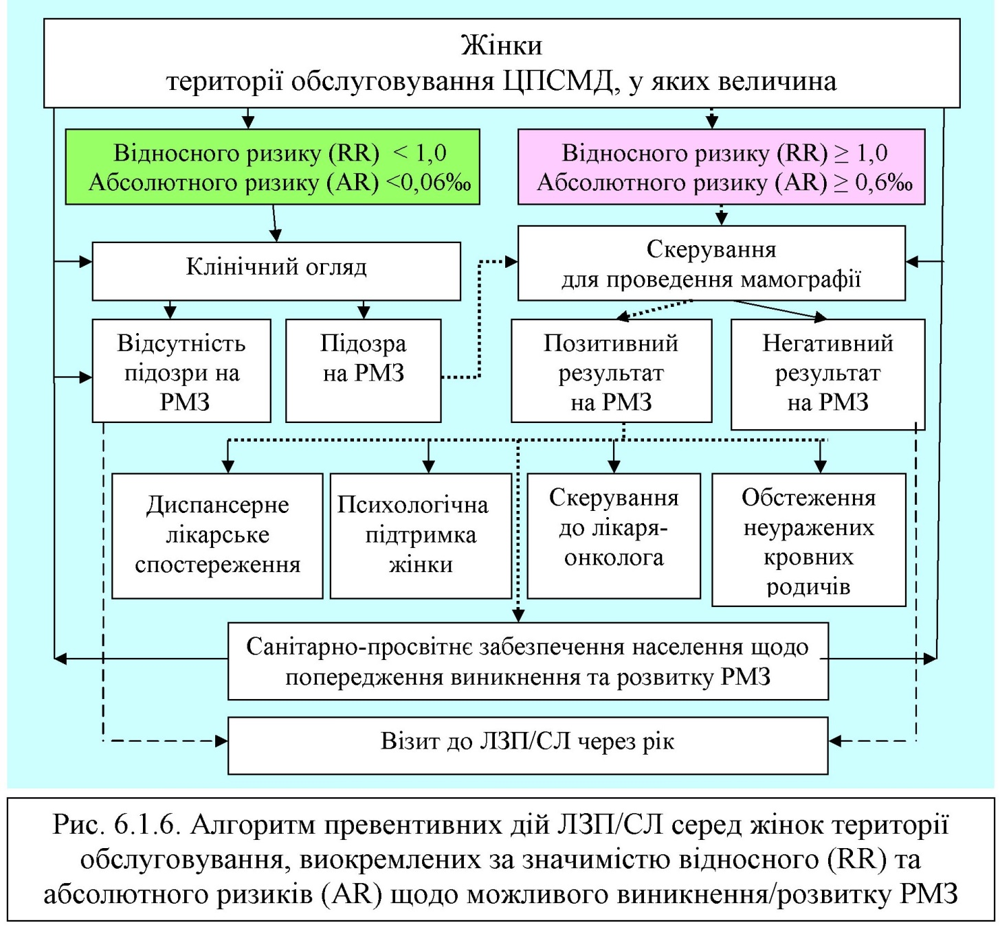 Жінки
території обслуговування ЦПСМД, у яких величина
Відносного ризику (RR) < 1,0
Абсолютного ризику (AR) <0,06‰
Відносного ризику (RR) ≥ 1,0
Абсолютного ризику (AR) ≥ 0,6‰
Клінічний огляд
Скерування
для проведення мамографії
Відсутність
підозри на
РМЗ
Підозра
на РМЗ
Позитивний
результат
на РМЗ
Негативний
результат
на РМЗ
Диспансерне
лікарське
спостереження
Психологічна
підтримка
жінки
Скерування
до лікаря-
онколога
Обстеження
неуражених
кровних
родичів
Санітарно-просвітнє забезпечення населення щодо
попередження виникнення та розвитку РМЗ
Візит до ЛЗП/СЛ через рік
Рис. 6.1.6. Алгоритм превентивних дій ЛЗП/СЛ серед жінок території
обслуговування, виокремлених за значимістю відносного (RR) та
абсолютного ризиків (AR) щодо можливого виникнення/розвитку РМЗ